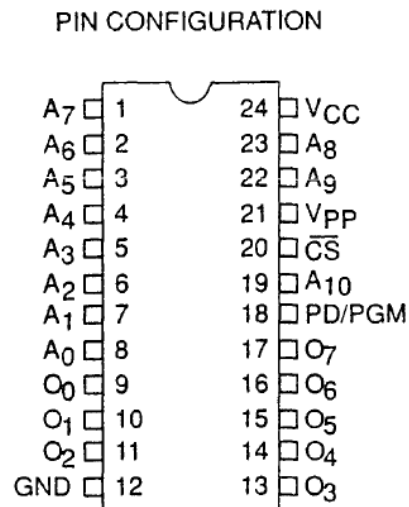 PIN CONFIGURATION
A7 1 24 VCC
A6 2 23 A8
A5 3 22 A9
A4 4 21 VPP
A3 5 20 C̅S̅
A2 6 19 A10
A1 7 18 PD/PGM
A0 8 17 O7
O0 9 16 O6
O1 10 15 O5
O2 11 14 O4
GND 12 13 O3